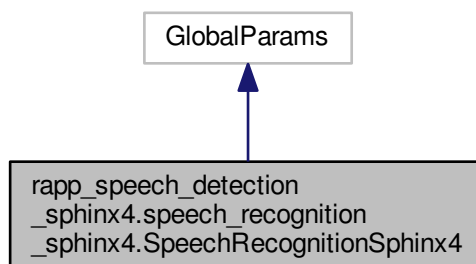 GlobalParams
rapp_speech_detection
_sphinx4.speech_recognition
_sphinx4.SpeechRecognitionSphinx4